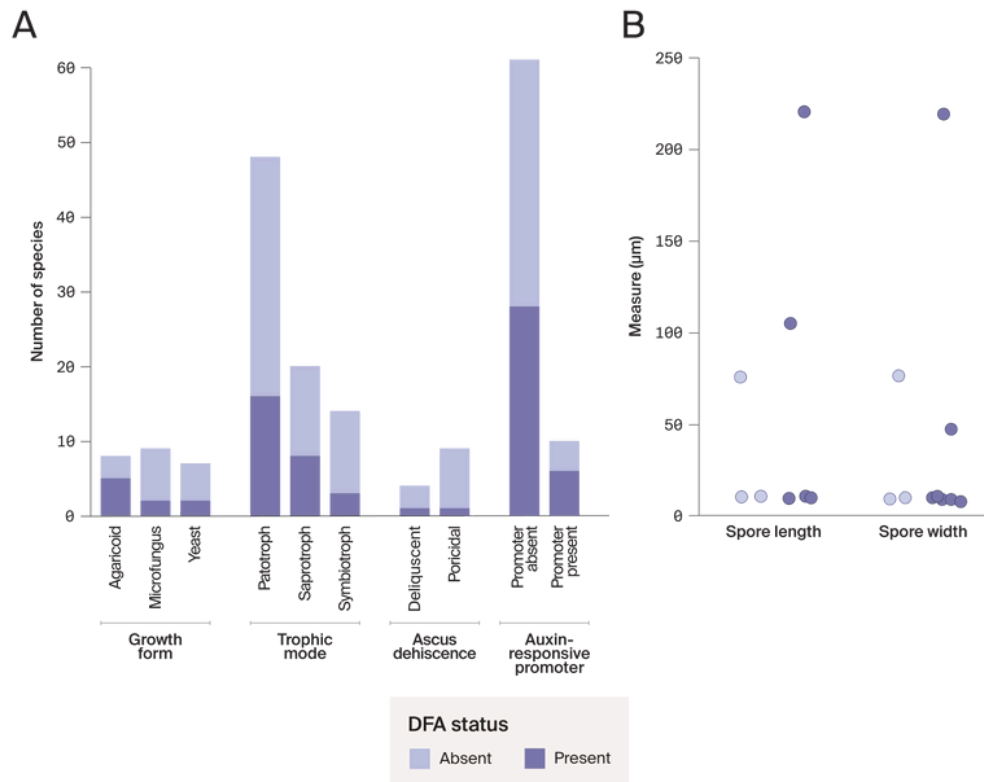 A
Number of species
60
50
40
30
20
10
0
Agaricoid
Microfungus
Yeast
Patotroph
Saprotroph
Symbiotroph
Deliquscent
Poricidal
Promoter
absent
Promoter
present
Growth
form
Trophic
mode
Ascus
dehiscence
Auxin-
responsive
promoter
B
Measure (µm)
250
200
150
100
50
0
Spore length
Spore width
DFA status
Absent
Present